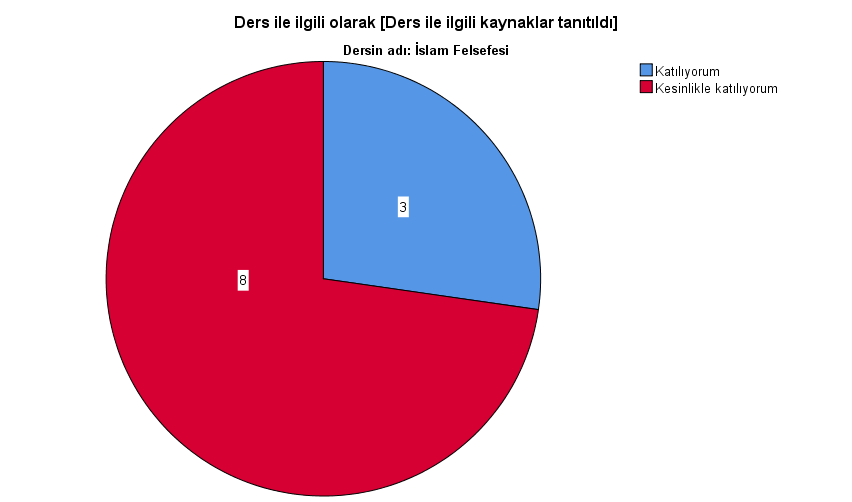 Ders ile ilgili olarak [Ders ile ilgili kaynaklar tanıtıldı]
Dersin adı: İslam Felsefesi
Katılıyorum
Kesinlikle katılıyorum
3
8